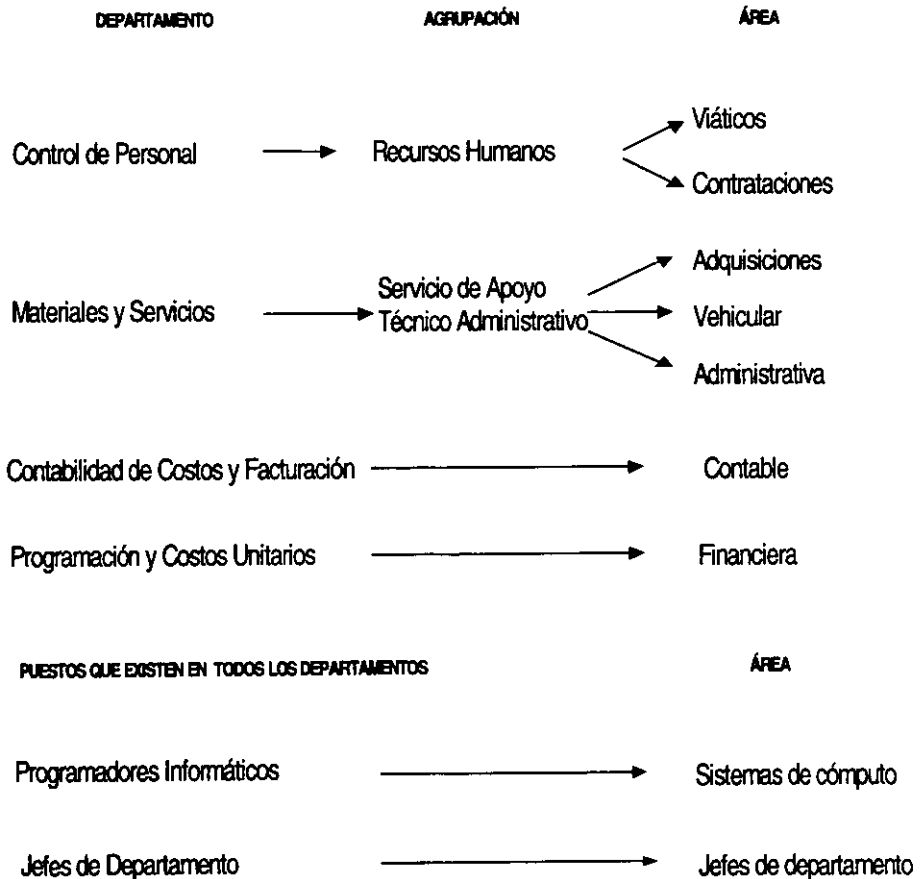 DEPARTAMENTO AGRUPACIÓN ÁREA
Viáticos
Control de Personal Recursos Humanos
Contrataciones
Adquisiciones
Servicio de Apoyo
Materiales y Servicios Técnico Administrativo Vehicular
Administrativa
Contabilidad de Costos y Facturación Contable
Programación y Costos Unitarios Financiera
PUESTOS QUE EXISTEN EN TODOS LOS DEPARTAMENTOS ÁREA
Programadores Informáticos Sistemas de cómputo
Jefes de Departamento Jefes de departamento